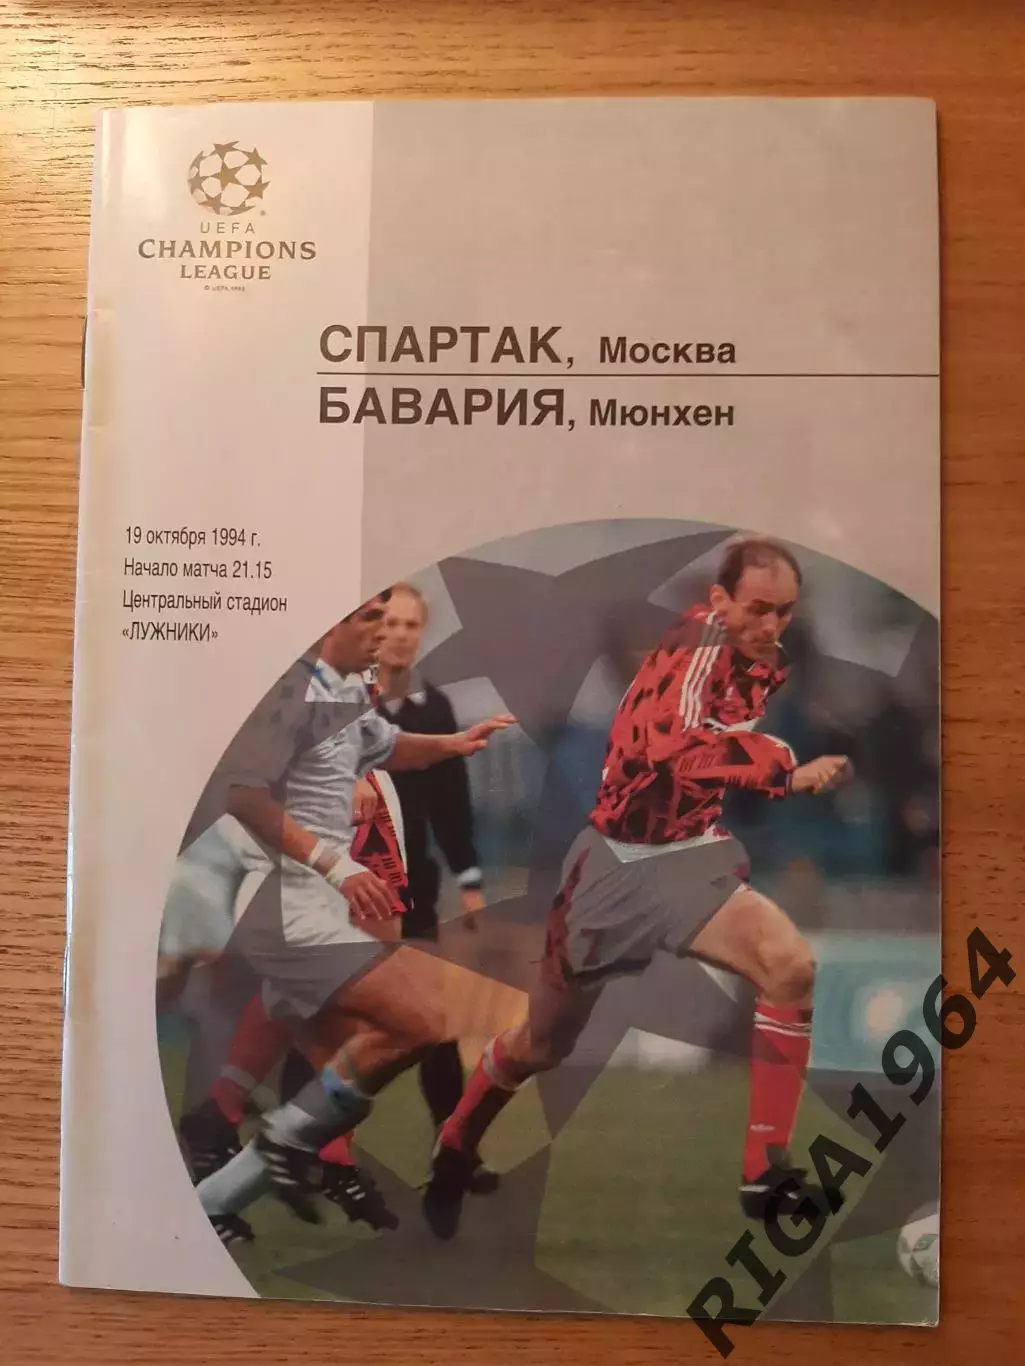 UEFA
CHAMPIONS
LEAGUE
СПАРТАК, Москва
БАВАРИЯ, Мюнхен
19 октября 1994 г.
Начало матча 21.15
Центральный стадион
«ЛУЖНИКИ»
RIGA1964